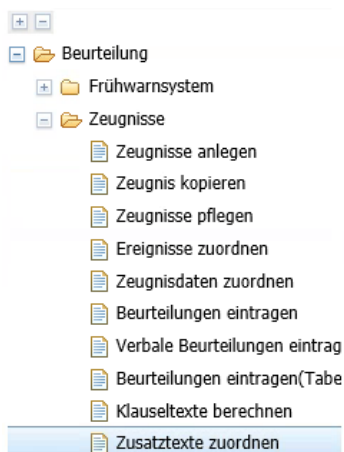 Beurteilung
Frühwarnsystem
Zeugnisse
Zeugnisse anlegen
Zeugnis kopieren
Zeugnisse pflegen
Ereignisse zuordnen
Zeugnisdaten zuordnen
Beurteilungen eintragen
Verbale Beurteilungen eintrag
Beurteilungen eintragen(Tabe
Klauseltexte berechnen
Zusatztexte zuordnen